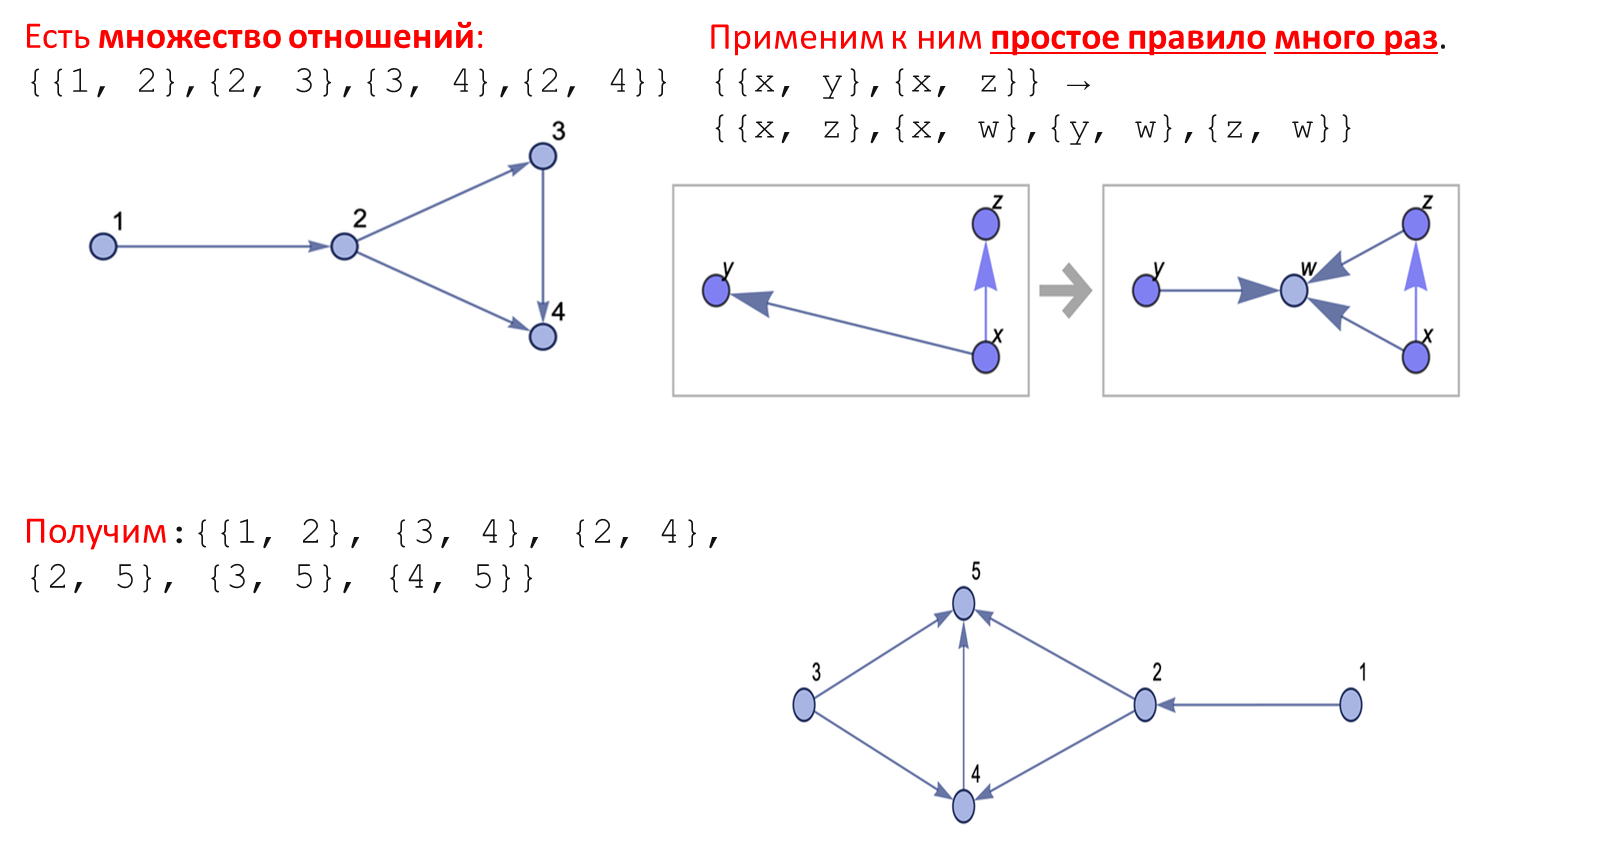 Есть множество отношений:
{{1, 2},{2, 3},{3, 4},{2, 4}}
1
2
3
4
Применим к ним простое правило много раз.
{{x, y},{x, z}} →
{{x, z},{x, w},{y, w},{z, w}}
z
y
x
z
y
w
x
Получим:{{1, 2}, {3, 4}, {2, 4},
{2, 5}, {3, 5}, {4, 5}}
5
3
2
1
4